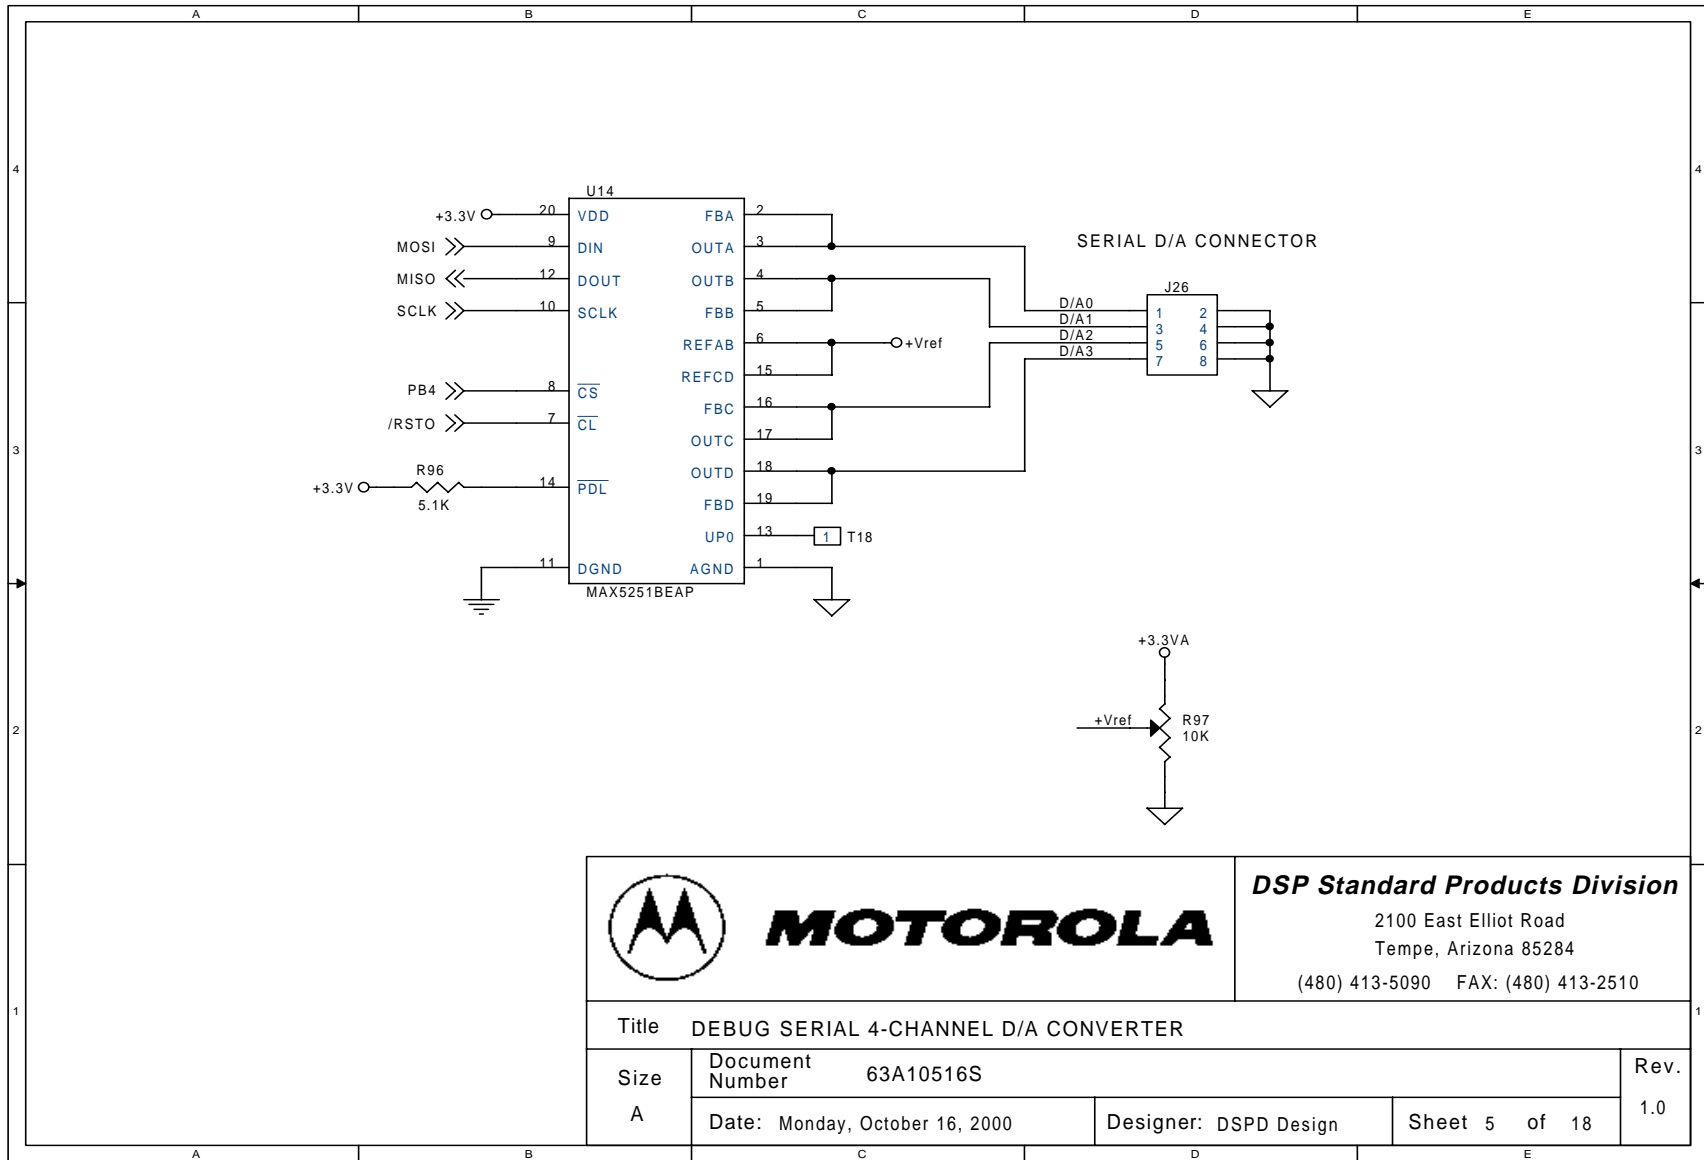 A B C D E
4 4
3 3
2 2
1 1
U14
+3.3V 20 VDD FBA 2
MOSI 9 DIN OUTA 3
MISO 12 DOUT OUTB 4
SCLK 10 SCLK FBB 5
REFAB 6 +Vref
REFCD 15
PB4 8 CS FBC 16
/RSTO 7 CL OUTC 17
OUTD 18
+3.3V R96 5.1K 14 PDL FBD 19
UP0 13 1 T18
11 DGND AGND 1
MAX5251BEAP
SERIAL D/A CONNECTOR
J26
D/A0 1 2
D/A1 3 4
D/A2 5 6
D/A3 7 8
+3.3VA
+Vref R97
10K
MOTOROLA
DSP Standard Products Division
2100 East Elliot Road
Tempe, Arizona 85284
(480) 413-5090 FAX: (480) 413-2510
Title DEBUG SERIAL 4-CHANNEL D/A CONVERTER
Size A
Document Number 63A10516S
Rev. 1.0
Date: Monday, October 16, 2000 Designer: DSPD Design Sheet 5 of 18
A B C D E